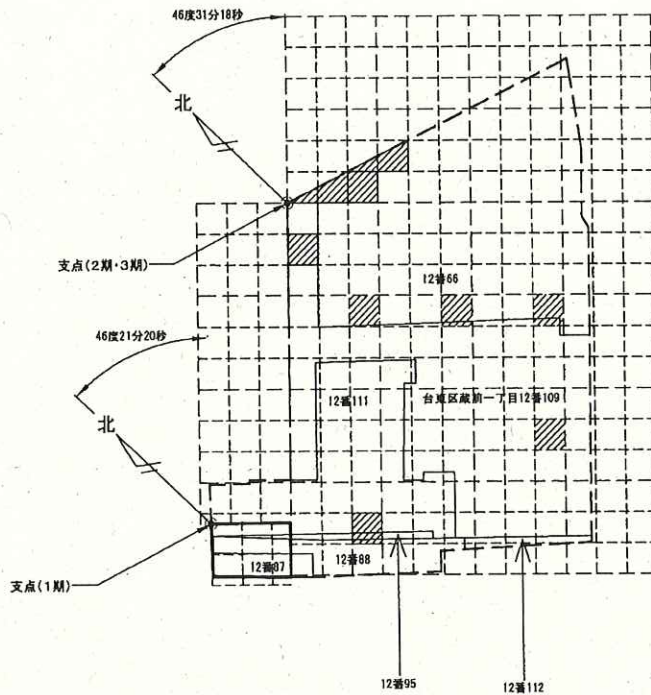 46度31分18秒
北
支点(2期・3期)
12番66
46度21分20秒
12番111
台東区蔵前一丁目12番109
北
支点(1期)
12番87
12番88
12番95
12番112